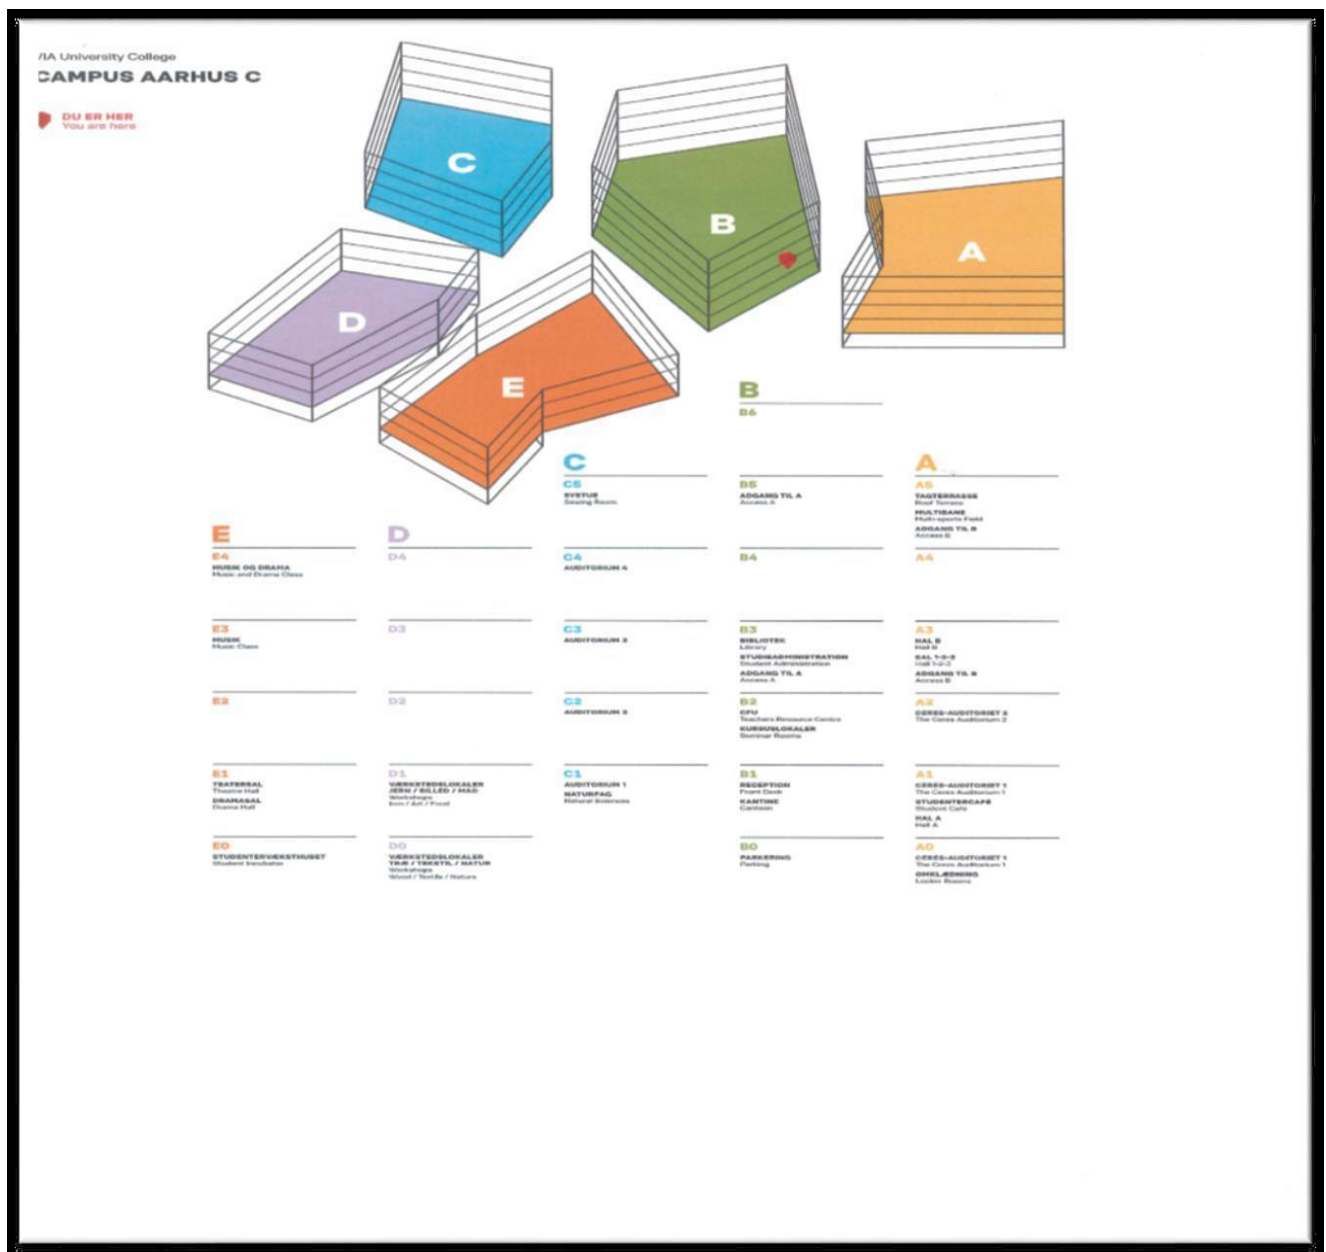 VIA University College
CAMPUS AARHUS C
DU ER HER
You are here
C
B
A
D
E
B
B6
C
C5
SYSTUE
Sewing Room
B5
ADGANG TIL A
Access A
A
A5
TAGTERRASSE
Roof Terrace
MULTIBANE
Multi-sports Field
ADGANG TIL B
Access B
E
E4
MUSIK OG DRAMA
Music and Drama Class
D
D4
C4
AUDITORIUM 4
B4
A4
E3
MUSIK
Music Class
D3
C3
AUDITORIUM 3
B3
BIBLIOTEK
Library
STUDIEADMINISTRATION
Student Administration
ADGANG TIL A
Access A
A3
HAL B
Hall B
SAL 1-2-3
Hall 1-2-3
ADGANG TIL B
Access B
E2
D2
C2
AUDITORIUM 2
B2
CFU
Teachers Resource Centre
KURSUSLOKALER
Seminar Rooms
A2
CERES-AUDITORIET 2
The Ceres Auditorium 2
E1
TEATERSAL
Theatre Hall
DRAMASAL
Drama Hall
D1
VÆRKSTEDSLOKALER
JERN / BILLED / MAD
Workshops
Iron / Art / Food
C1
AUDITORIUM 1
NATURFAG
Natural Sciences
B1
RECEPTION
Front Desk
KANTINE
Canteen
A1
CERES-AUDITORIET 1
The Ceres Auditorium 1
STUDENTERCAFÉ
Student Café
HAL A
Hall A
E0
STUDENTERVÆKSTHUSET
Student Incubator
D0
VÆRKSTEDSLOKALER
TRÆ / TEKSTIL / NATUR
Workshops
Wood / Textile / Nature
B0
PARKERING
Parking
A0
CERES-AUDITORIET 1
The Ceres Auditorium 1
OMKLÆDNING
Locker Rooms